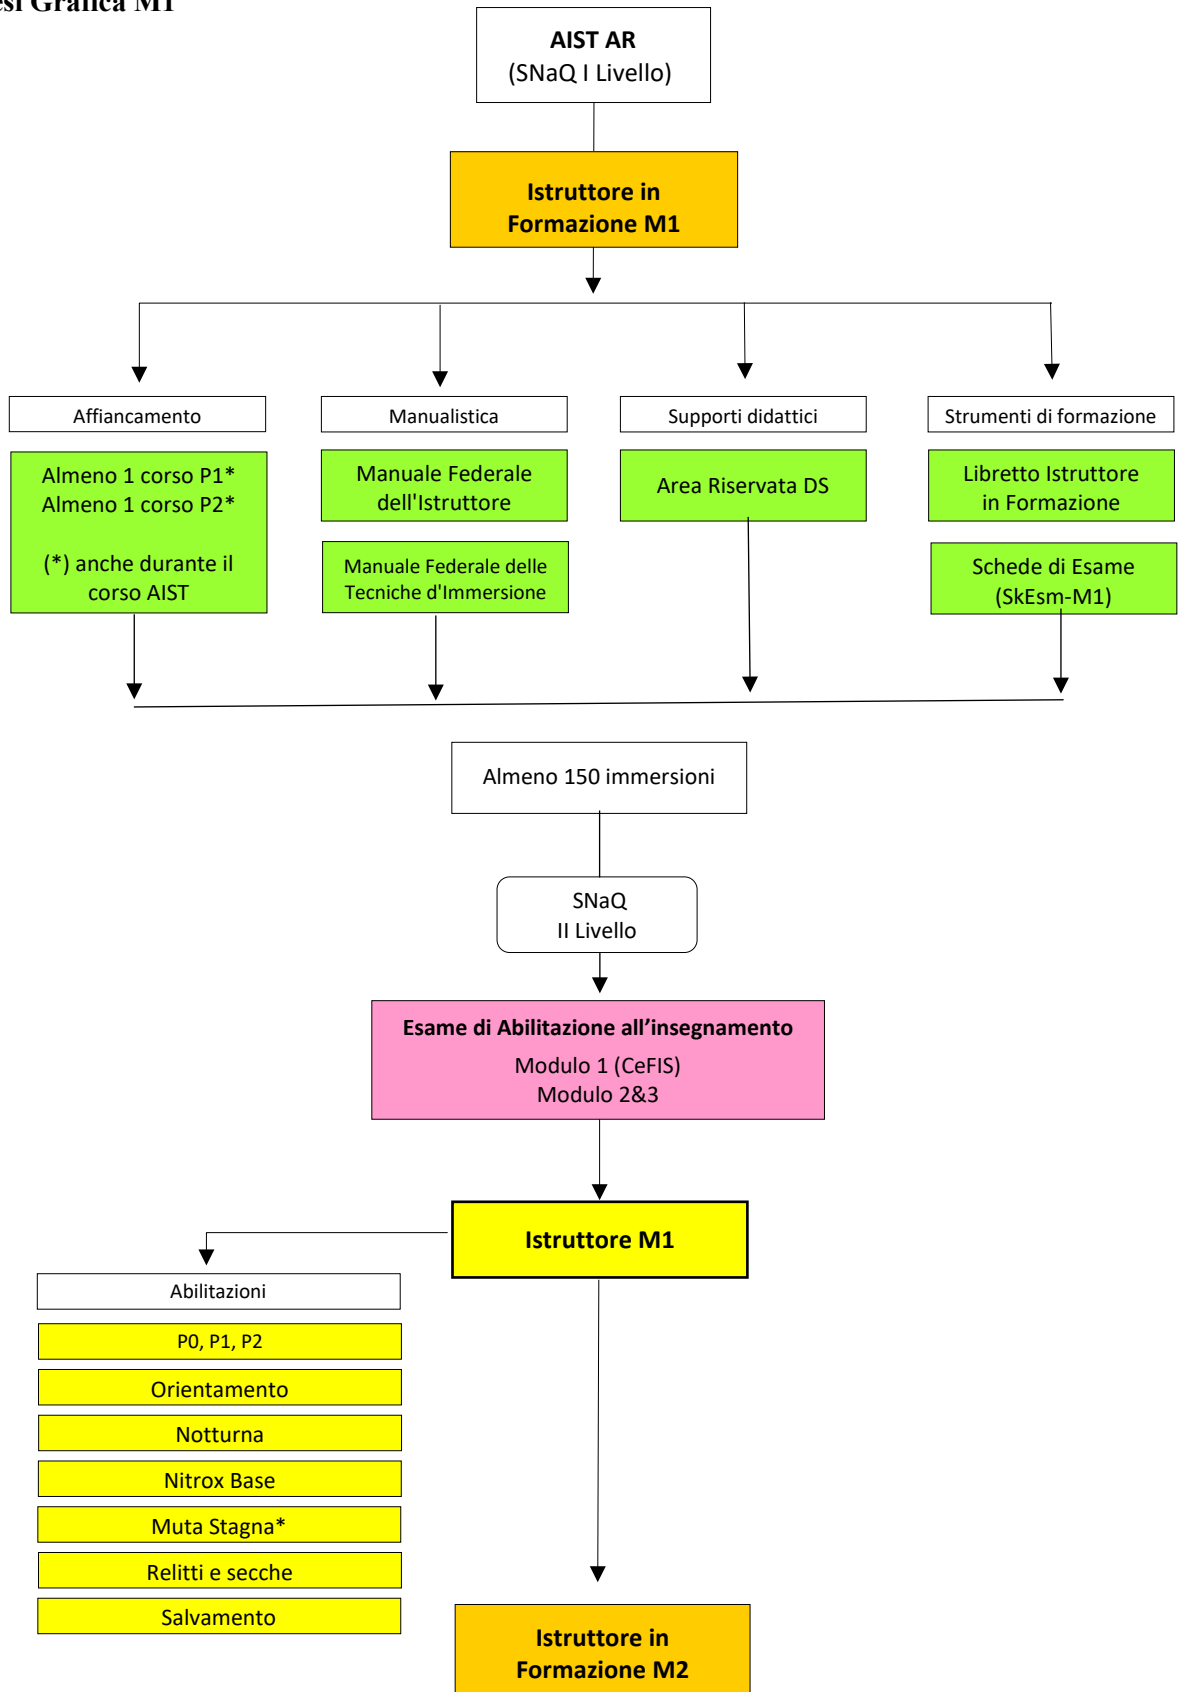 Grafica M1
AIST AR
(SNaQ I Livello)
Istruttore in
Formazione M1
Affiancamento
Almeno 1 corso P1*
Almeno 1 corso P2*
(*) anche durante il
corso AIST
Manualistica
Manuale Federale
dell'Istruttore
Manuale Federale delle
Tecniche d'Immersione
Supporti didattici
Area Riservata DS
Strumenti di formazione
Libretto Istruttore
in Formazione
Schede di Esame
(SkEsm-M1)
Almeno 150 immersioni
SNaQ
II Livello
Esame di Abilitazione all’insegnamento
Modulo 1 (CeFIS)
Modulo 2&3
Istruttore M1
Abilitazioni
P0, P1, P2
Orientamento
Notturna
Nitrox Base
Muta Stagna*
Relitti e secche
Salvamento
Istruttore in
Formazione M2